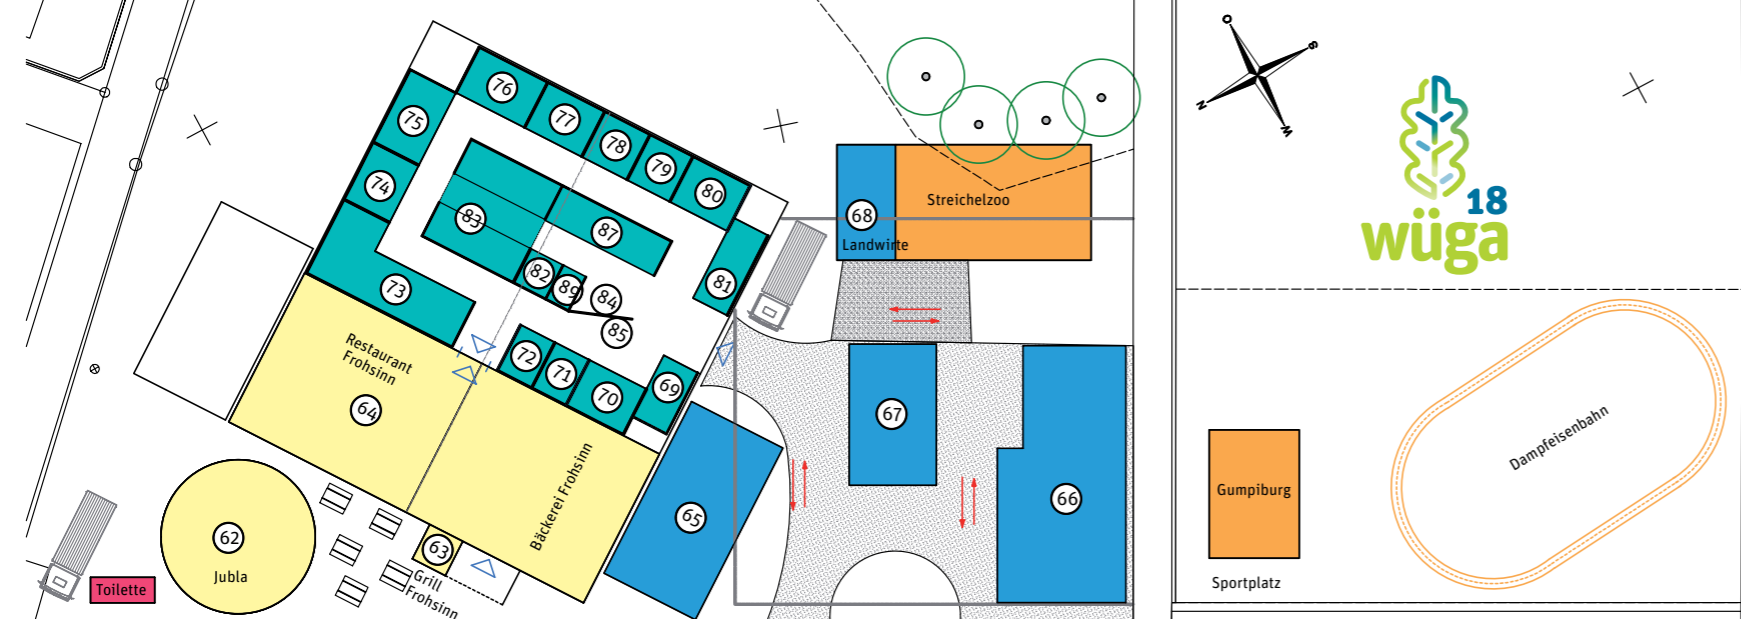 76
77
78
79
80
75
74
83
87
81
82
89
84
85
73
Restaurant
Frohsinn
64
72
71
70
69
Bäckerei Frohsinn
65
62
Jubla
63
Grill
Frohsinn
Toilette
68
Landwirte
Streichelzoo
67
66
O
S
N
W
18
wüga
Dampfeisenbahn
Gumpiburg
Sportplatz